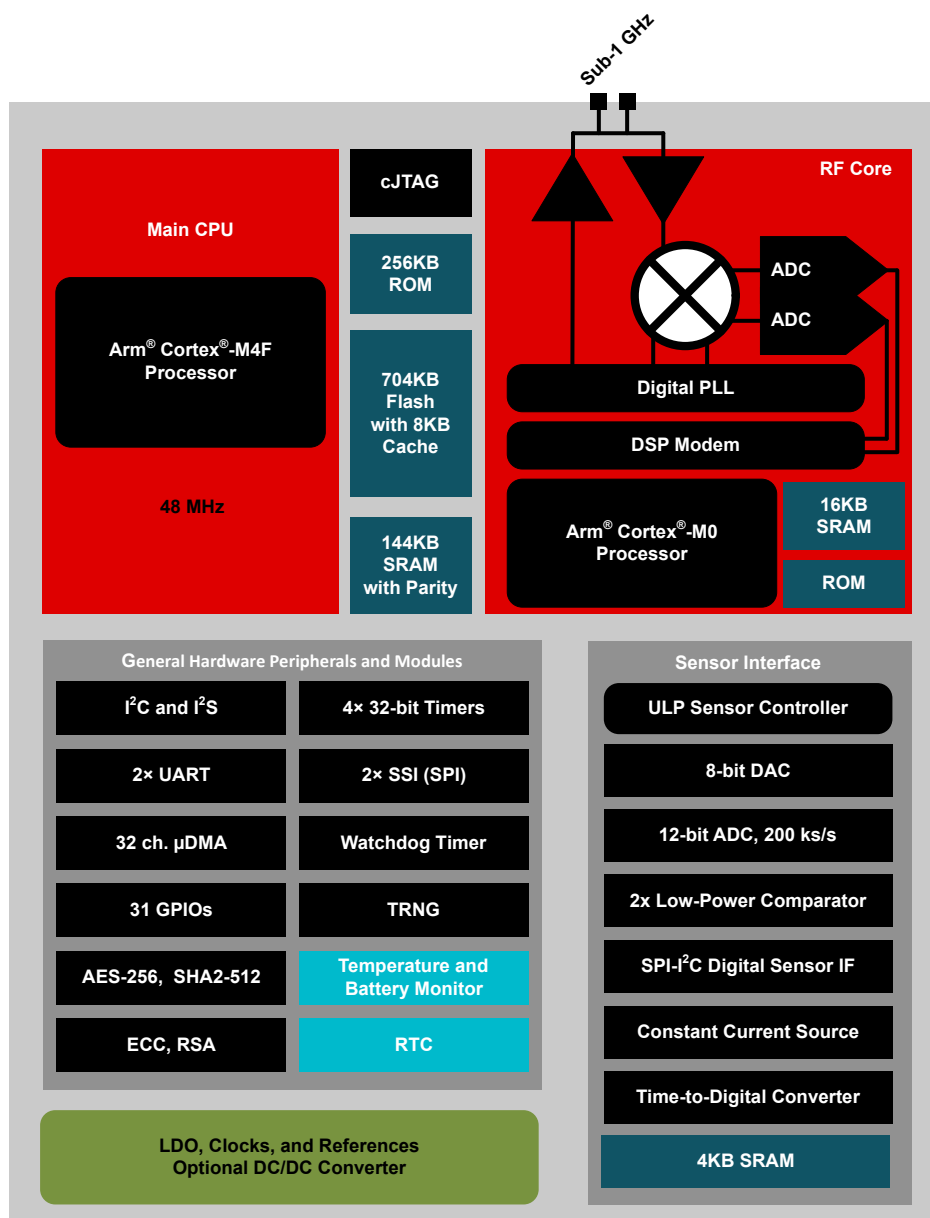 Sub-1 GHz
Main CPU
Arm® Cortex®-M4F
Processor
48 MHz
cJTAG
256KB
ROM
704KB
Flash
with 8KB
Cache
144KB
SRAM
with Parity
RF Core
ADC
ADC
Digital PLL
DSP Modem
Arm® Cortex®-M0
Processor
16KB
SRAM
ROM
General Hardware Peripherals and Modules
I²C and I²S
4× 32-bit Timers
2× UART
2× SSI (SPI)
32 ch. µDMA
Watchdog Timer
31 GPIOs
TRNG
AES-256, SHA2-512
Temperature and
Battery Monitor
ECC, RSA
RTC
LDO, Clocks, and References
Optional DC/DC Converter
Sensor Interface
ULP Sensor Controller
8-bit DAC
12-bit ADC, 200 ks/s
2x Low-Power Comparator
SPI-I²C Digital Sensor IF
Constant Current Source
Time-to-Digital Converter
4KB SRAM